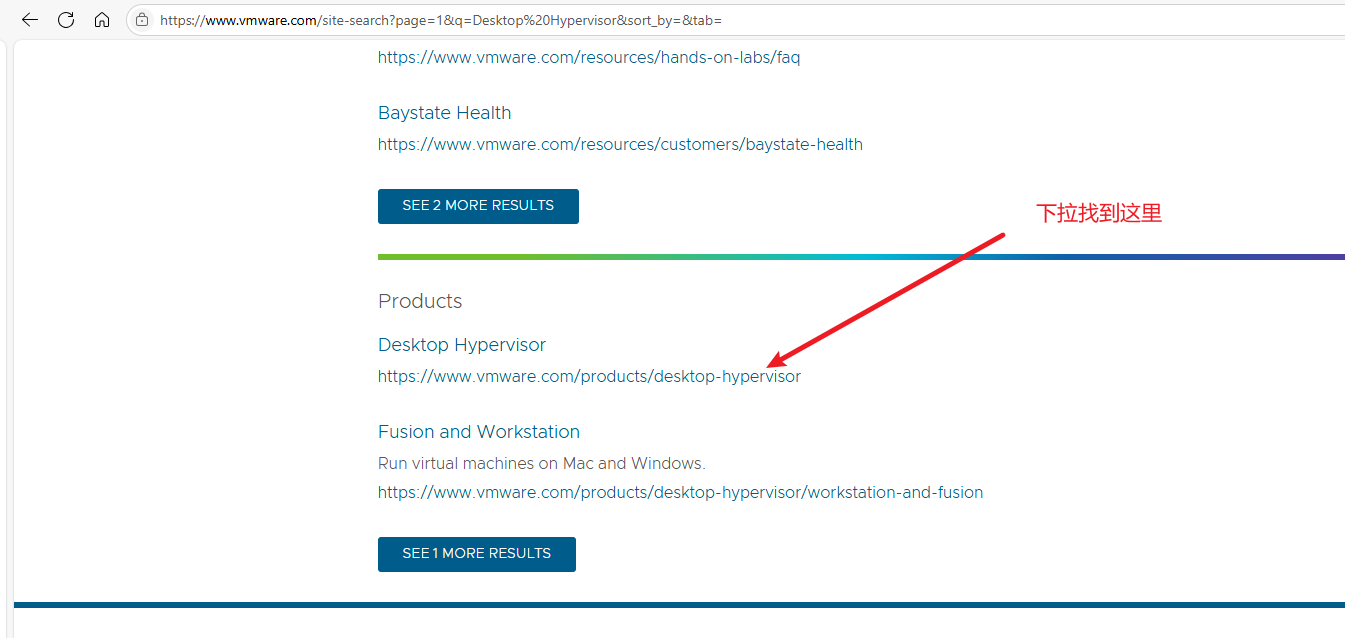 https://www.vmware.com/site-search?page=1&q=Desktop%20Hypervisor&sort_by=&tab=
https://www.vmware.com/resources/hands-on-labs/faq
Baystate Health
https://www.vmware.com/resources/customers/baystate-health
SEE 2 MORE RESULTS
下拉找到这里
Products
Desktop Hypervisor
https://www.vmware.com/products/desktop-hypervisor
Fusion and Workstation
Run virtual machines on Mac and Windows.
https://www.vmware.com/products/desktop-hypervisor/workstation-and-fusion
SEE 1 MORE RESULTS